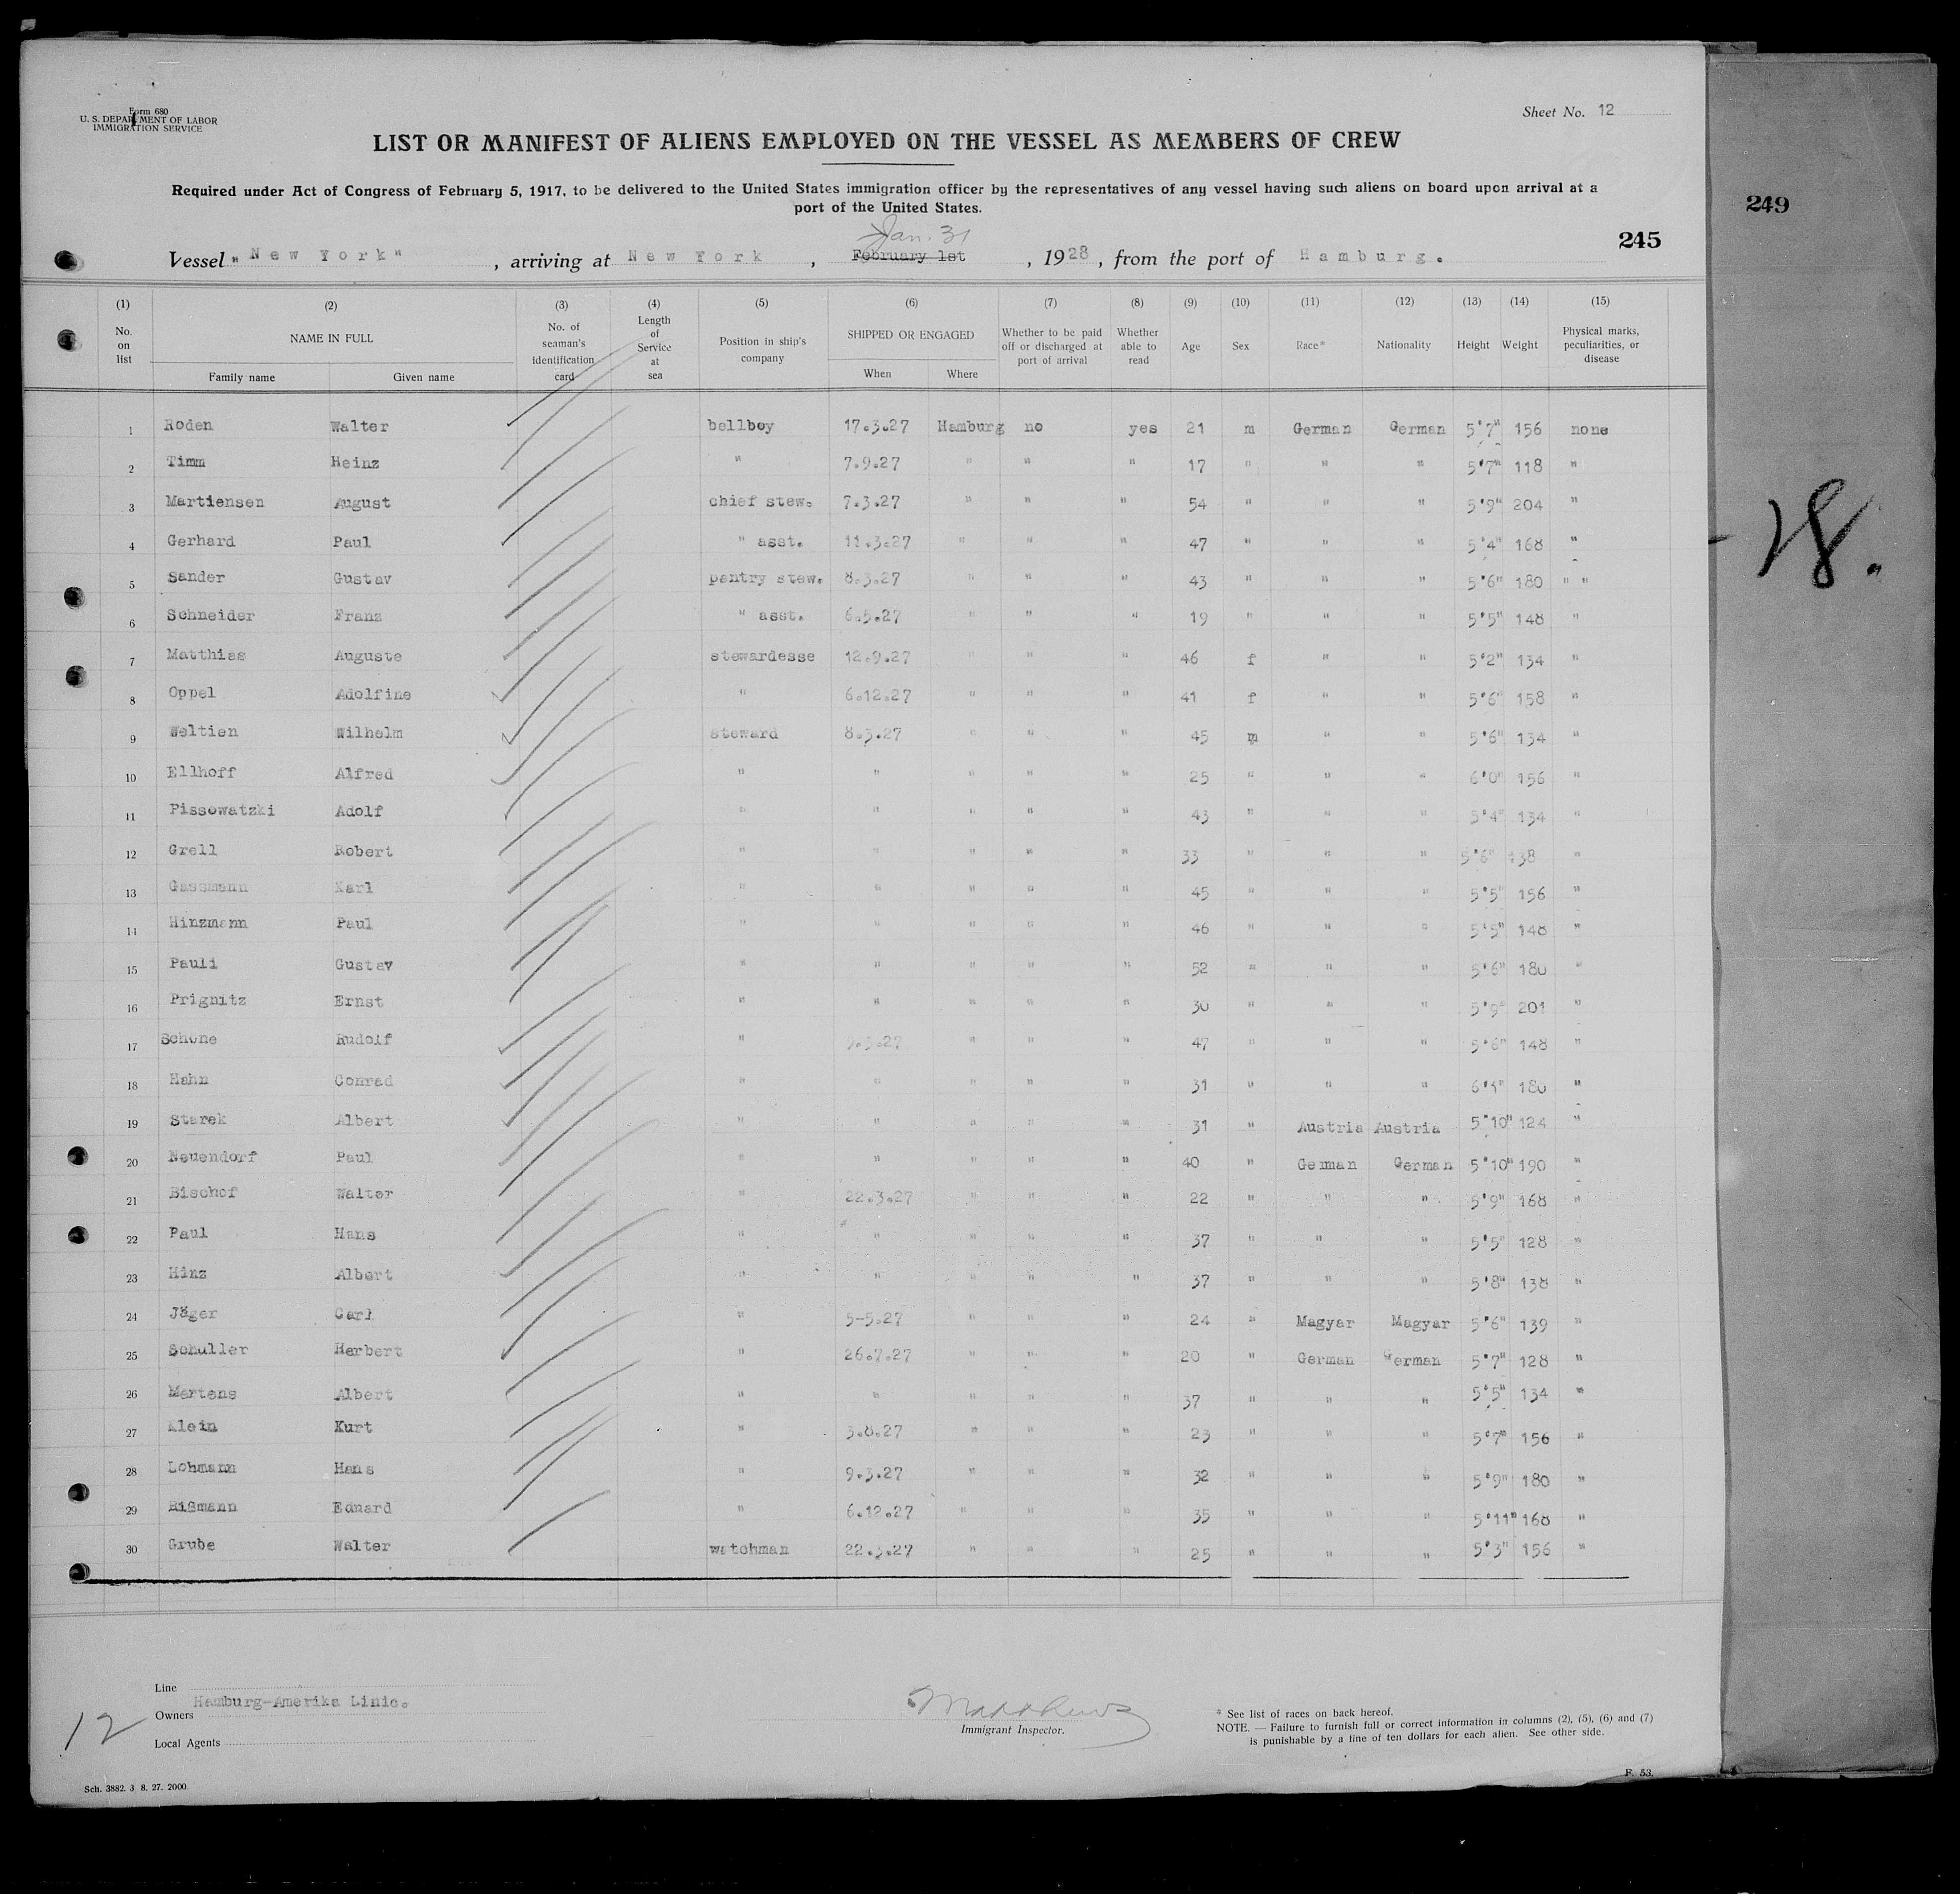 Form 680
U. S. DEPARTMENT OF LABOR
IMMIGRATION SERVICE
Sheet No. 12
LIST OR MANIFEST OF ALIENS EMPLOYED ON THE VESSEL AS MEMBERS OF CREW
Required under Act of Congress of February 5, 1917, to be delivered to the United States immigration officer by the representatives of any vessel having such aliens on board upon arrival at a
port of the United States.
249
245
Jan. 31
Vessel "New York" , arriving at New York , February 1st , 1928 , from the port of Hamburg.
(1) (2) (3) (4) (5) (6) (7) (8) (9) (10) (11) (12) (13) (14) (15)
No. on list NAME IN FULL Family name Given name No. of seaman's identification card Length of Service at sea Position in ship's company SHIPPED OR ENGAGED When Where Whether to be paid off or discharged at port of arrival Whether able to read Age Sex Race* Nationality Height Weight Physical marks, peculiarities, or disease
1 Roden Walter bellboy 17.3.27 Hamburg no yes 21 m German German 5'7" 156 none
2 Timm Heinz " 7.9.27 " " " 17 " " " 5'7" 118 "
3 Martiensen August chief stew. 7.3.27 " " " 54 " " " 5'9" 204 "
4 Gerhard Paul " asst. 11.3.27 " " " 47 " " " 5'4" 168 "
5 Sander Gustav pantry stew. 8.3.27 " " " 43 " " " 5'6" 180 " "
6 Schneider Franz " asst. 6.5.27 " " " 19 " " " 5'5" 148 "
7 Matthias Auguste stewardesse 12.9.27 " " " 46 f " " 5'2" 134 "
8 Oppel Adolfine " 6.12.27 " " " 41 f " " 5'6" 158 "
9 Weltien Wilhelm steward 8.3.27 " " " 45 m " " 5'6" 134 "
10 Ellhoff Alfred " " " " " 25 " " " 6'0" 156 "
11 Pissowatzki Adolf " " " " " 43 " " " 5'4" 134 "
12 Grell Robert " " " " " 33 " " " 5'6" 138 "
13 Gassmann Karl " " " " " 45 " " " 5'5" 156 "
14 Hinzmann Paul " " " " " 46 " " " 5'5" 148 "
15 Pauli Gustav " " " " " 52 " " " 5'6" 180 "
16 Prignitz Ernst " " " " " 30 " " " 5'9" 201 "
17 Schone Rudolf " 9.3.27 " " " 47 " " " 5'6" 148 "
18 Hahn Conrad " " " " " 31 " " " 6'1" 180 "
19 Starek Albert " " " " " 31 " Austria Austria 5'10" 124 "
20 Neuendorf Paul " " " " " 40 " German German 5'10" 190 "
21 Bischof Walter " 22.3.27 " " " 22 " " " 5'9" 168 "
22 Paul Hans " " " " " 37 " " " 5'5" 128 "
23 Hinz Albert " " " " " 37 " " " 5'8" 138 "
24 Jäger Carl " 5-5.27 " " " 24 " Magyar Magyar 5'6" 139 "
25 Schuller Herbert " 26.7.27 " " " 20 " German German 5'7" 128 "
26 Mertens Albert " " " " " 37 " " " 5'5" 134 "
27 Klein Kurt " 3.8.27 " " " 23 " " " 5'7" 156 "
28 Lohmann Hans " 9.3.27 " " " 32 " " " 5'9" 180 "
29 Rißmann Eduard " 6.12.27 " " " 35 " " " 5'11" 168 "
30 Grube Walter watchman 22.3.27 " " " 25 " " " 5'3" 156 "
28.
Line
Hamburg-Amerika Linie.
Owners
Local Agents
12
Matthews
Immigrant Inspector.
* See list of races on back hereof.
NOTE. — Failure to furnish full or correct information in columns (2), (5), (6) and (7)
is punishable by a fine of ten dollars for each alien. See other side.
Sch. 3882. 3. 8. 27. 2000.
F. 53.